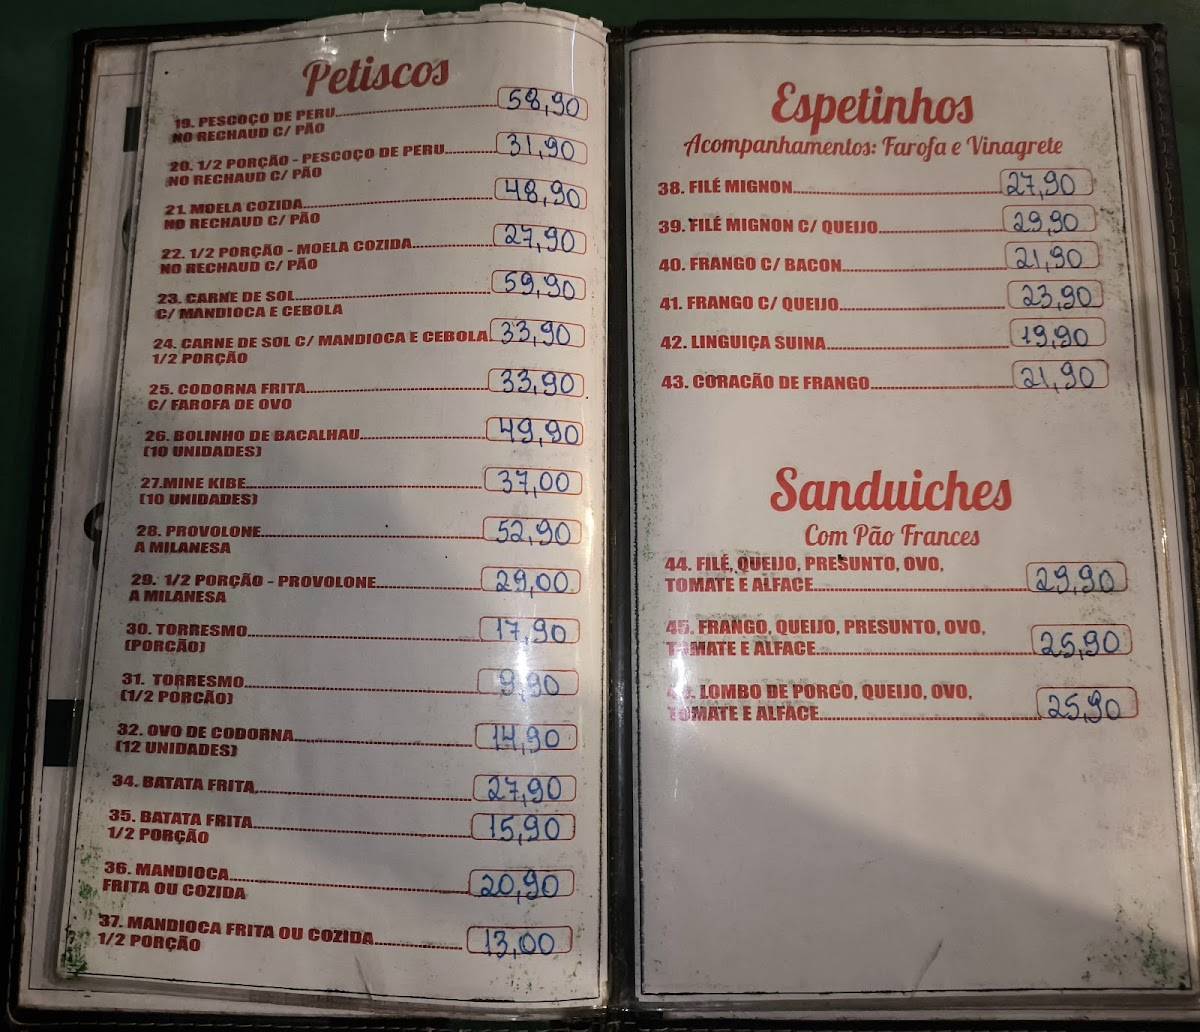 Petiscos
19. PESCOÇO DE PERU 58,90
NO RECHAUD C/ PÃO
20. 1/2 PORÇÃO - PESCOÇO DE PERU 31,90
NO RECHAUD C/ PÃO
21. MOELA COZIDA 48,90
NO RECHAUD C/ PÃO
22. 1/2 PORÇÃO - MOELA COZIDA 27,90
NO RECHAUD C/ PÃO
23. CARNE DE SOL 59,90
C/ MANDIOCA E CEBOLA
24. CARNE DE SOL C/ MANDIOCA E CEBOLA 33,90
1/2 PORÇÃO
25. CODORNA FRITA 33,90
C/ FAROFA DE OVO
26. BOLINHO DE BACALHAU 49,90
(10 UNIDADES)
27.MINE KIBE 37,00
(10 UNIDADES)
28. PROVOLONE 52,90
A MILANESA
29. 1/2 PORÇÃO - PROVOLONE 29,00
A MILANESA
30. TORRESMO 17,90
(PORCÃO)
31. TORRESMO 9,90
(1/2 PORCÃO)
32. OVO DE CODORNA 14,90
(12 UNIDADES)
34. BATATA FRITA 27,90
35. BATATA FRITA 15,90
1/2 PORÇÃO
36. MANDIOCA 20,90
FRITA OU COZIDA
37. MANDIOCA FRITA OU COZIDA 13,00
1/2 PORÇÃO
Espetinhos
Acompanhamentos: Farofa e Vinagrete
38. FILÉ MIGNON 27,90
39. FILÉ MIGNON C/ QUEIJO 29,90
40. FRANGO C/ BACON 21,90
41. FRANGO C/ QUEIJO 23,90
42. LINGUIÇA SUINA 19,90
43. CORACÃO DE FRANGO 21,90
Sanduiches
Com Pão Frances
44. FILÉ, QUEIJO, PRESUNTO, OVO,
TOMATE E ALFACE 29,90
45. FRANGO, QUEIJO, PRESUNTO, OVO,
TOMATE E ALFACE 25,90
LOMBO DE PORCO, QUEIJO, OVO,
TOMATE E ALFACE 25,90